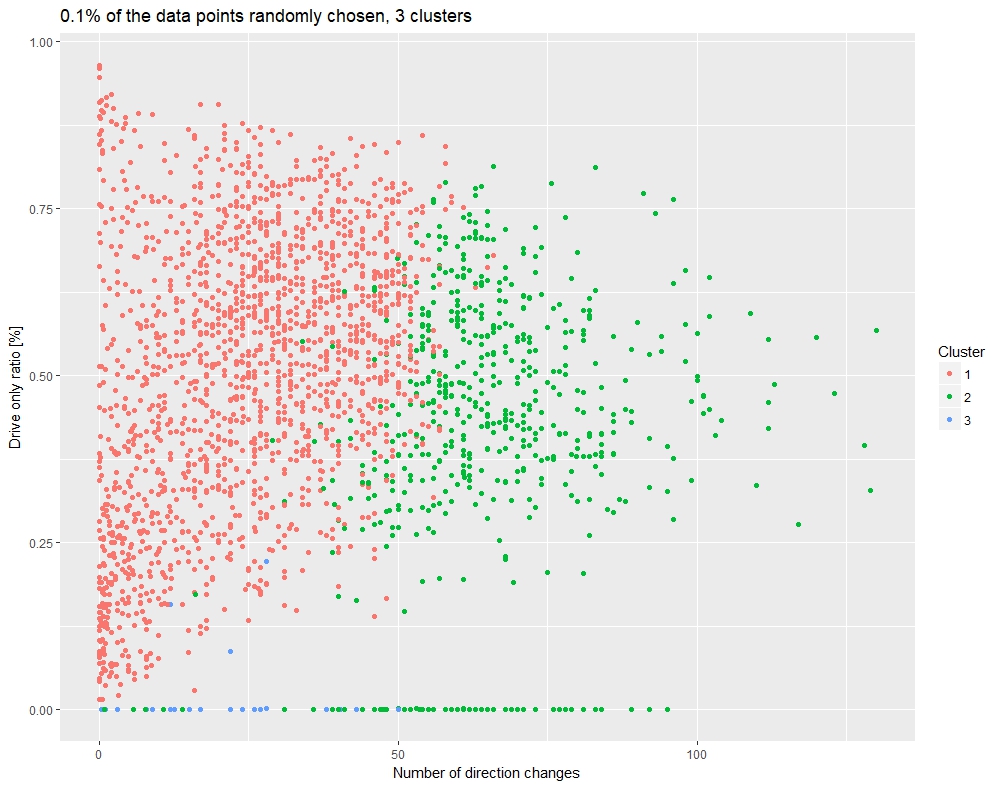 0.1% of the data points randomly chosen, 3 clusters
1.00
0.75
0.50
0.25
0.00
Drive only ratio [%]
0
50
100
Number of direction changes
Cluster
1
2
3